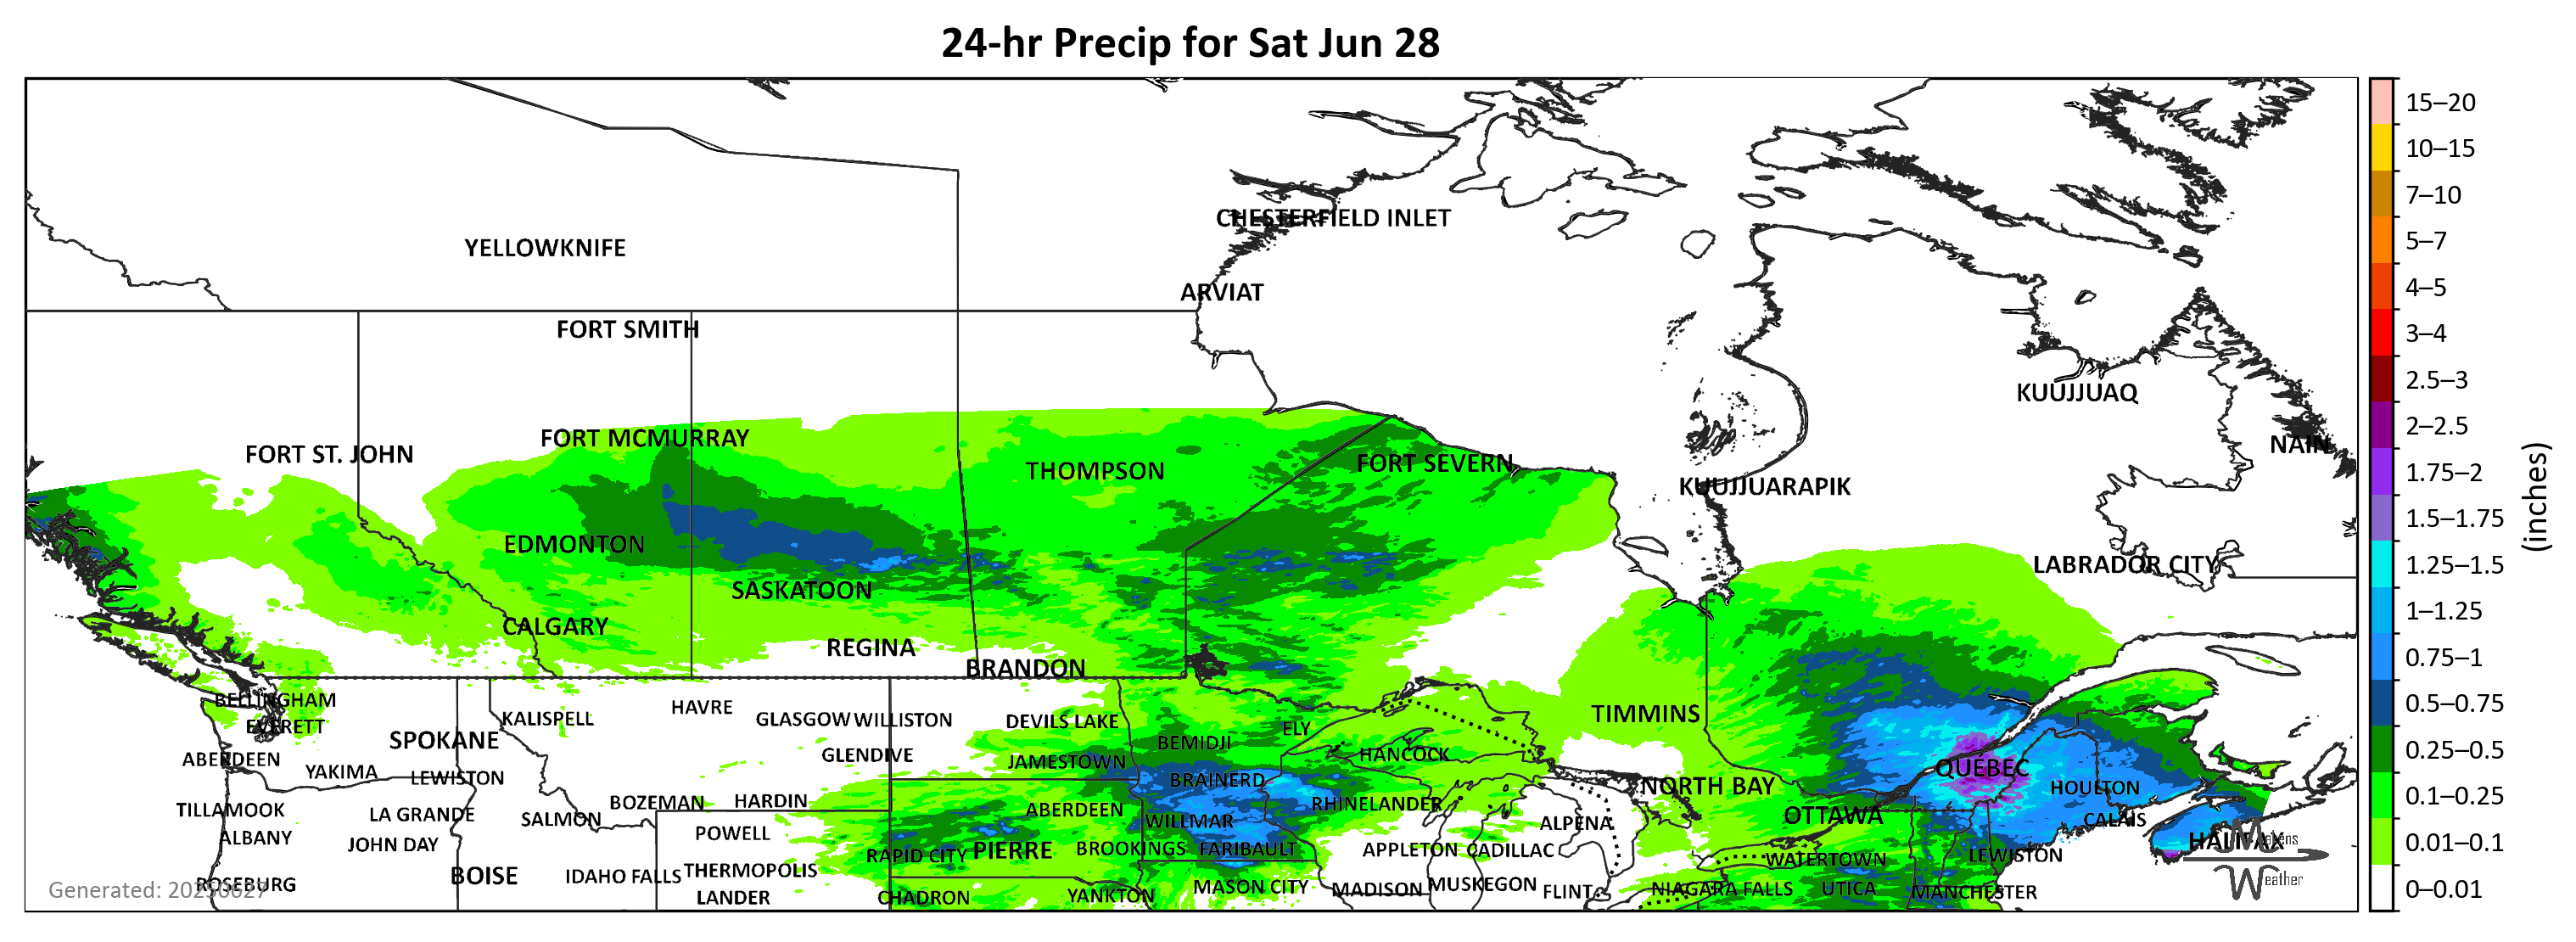 24-hr Precip for Sat Jun 28
CHESTERFIELD INLET
YELLOWKNIFE
ARVIAT
FORT SMITH
KUUJJUAQ
FORT MCMURRAY
NAIN
FORT ST. JOHN
THOMPSON
FORT SEVERN
KUUJJUARAPIK
EDMONTON
LABRADOR CITY
SASKATOON
CALGARY
REGINA
BRANDON
BELLINGHAM
KALISPELL
HAVRE
GLASGOW
WILLISTON
DEVILS LAKE
TIMMINS
EVERETT
ELY
SPOKANE
BEMIDJI
ABERDEEN
GLENDIVE
JAMESTOWN
HANCOCK
QUÉBEC
YAKIMA
LEWISTON
BRAINERD
NORTH BAY
HOULTON
TILLAMOOK
LA GRANDE
SALMON
BOZEMAN
HARDIN
ABERDEEN
RHINELANDER
OTTAWA
CALAIS
ALBANY
JOHN DAY
POWELL
WILLMAR
ALPENA
HALIFAX
RAPID CITY
PIERRE
BROOKINGS
FARIBAULT
APPLETON
CADILLAC
WATERTOWN
LEWISTON
ROSEBURG
BOISE
IDAHO FALLS
THERMOPOLIS
MASON CITY
MADISON
MUSKEGON
FLINT
NIAGARA FALLS
UTICA
MANCHESTER
LANDER
CHADRON
YANKTON
Generated: 20250627
Weather
15–20
10–15
7–10
5–7
4–5
3–4
2.5–3
2–2.5
1.75–2
1.5–1.75
1.25–1.5
1–1.25
0.75–1
0.5–0.75
0.25–0.5
0.1–0.25
0.01–0.1
0–0.01
(inches)